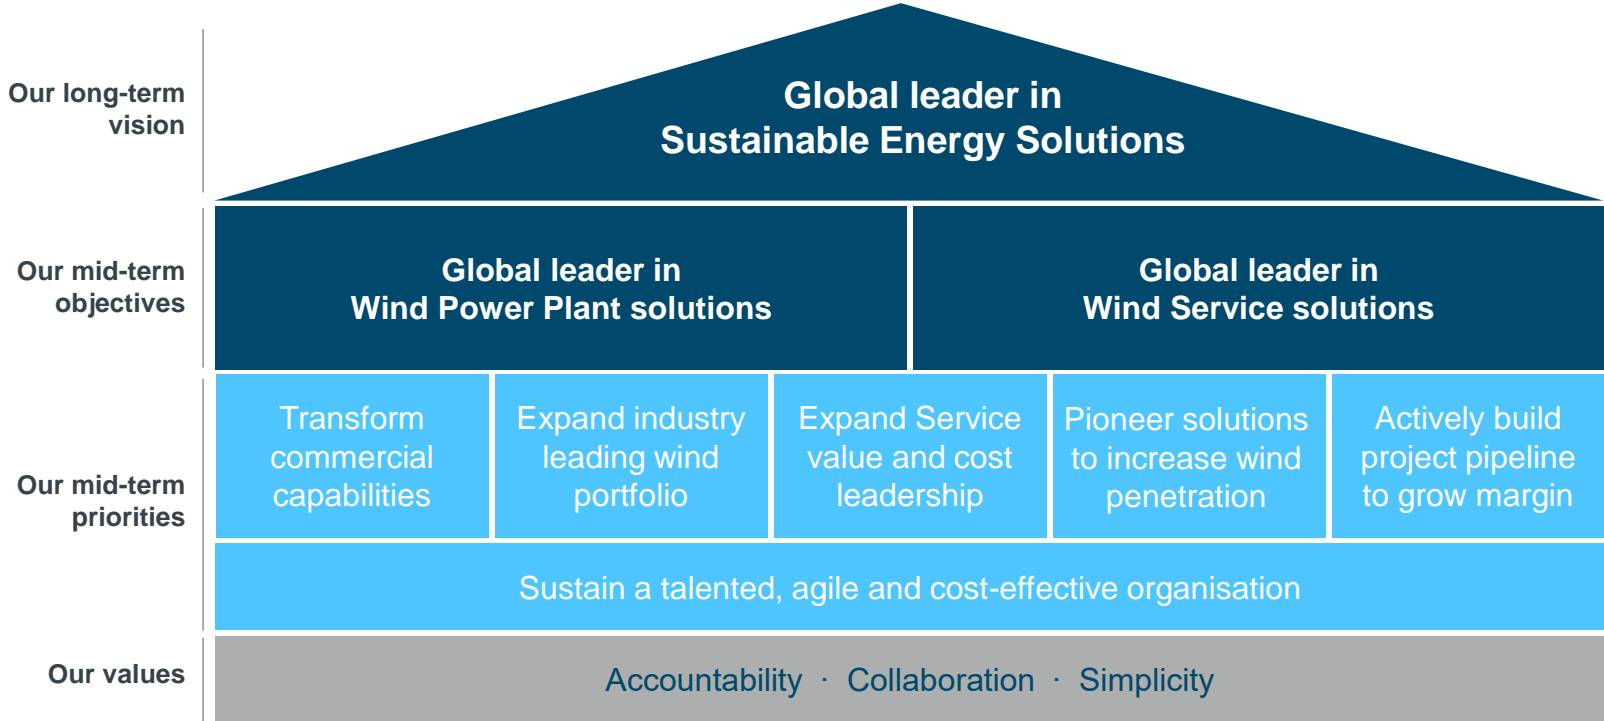 Our long-term
vision
Global leader in
Sustainable Energy Solutions
Our mid-term
objectives
Global leader in
Wind Power Plant solutions
Global leader in
Wind Service solutions
Our mid-term
priorities
Transform
commercial
capabilities
Expand industry
leading wind
portfolio
Expand Service
value and cost
leadership
Pioneer solutions
to increase wind
penetration
Actively build
project pipeline
to grow margin
Sustain a talented, agile and cost-effective organisation
Our values
Accountability · Collaboration · Simplicity